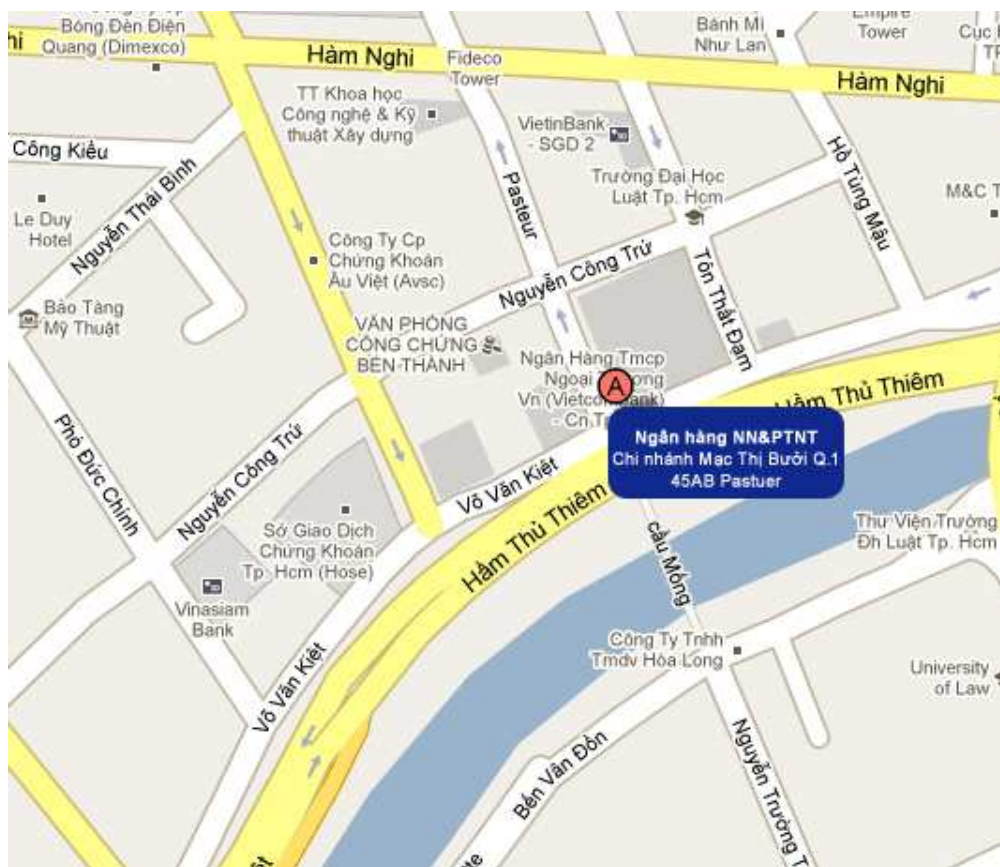 Bóng Đèn Điện
Quang (Dimexco)
Hàm Nghi
Fideco
Tower
Bánh Mì
Như Lan
Empire
Tower
Cục
TP
Hàm Nghi
TT Khoa học
Công nghệ & Kỹ
thuật Xây dựng
VietinBank
- SGD 2
Công Kiều
Nguyễn Thái Bình
Pasteur
Trường Đại Học
Luật Tp. Hcm
Hồ Tùng Mậu
M&C T
Le Duy
Hotel
Công Ty Cp
Chứng Khoán
Âu Việt (Avsc)
Nguyễn Công Trứ
Tôn Thất Đạm
Bảo Tàng
Mỹ Thuật
VĂN PHÒNG
CÔNG CHỨNG
BẾN THÀNH
Ngân Hàng Tmcp
Ngoại
Vn
- Cn
A
Hầm Thủ Thiêm
Ngân hàng NN&PTNT
Chi nhánh Mạc Thị Bưởi Q.1
45AB Pastuer
Phó Đức Chính
Nguyễn Công Trứ
Võ Văn Kiệt
Hầm Thủ Thiêm
Sở Giao Dịch
Chứng Khoán
Tp. Hcm (Hose)
cầu Mống
Thư Viện Trường
Đh Luật Tp. Hcm
Vinasiam
Bank
Công Ty Tnhh
Tmdv Hòa Long
University
of Law
Võ Văn Kiệt
Bến Vân Đồn
Nguyễn Trường T